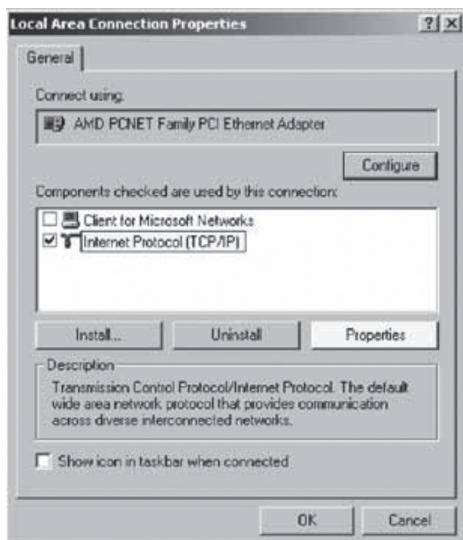 Local Area Connection Properties
General
Connect using:
AMD PCNET Family PCI Ethernet Adapter
Configure
Components checked are used by this connection:
Client for Microsoft Networks
Internet Protocol (TCP/IP)
Install...
Uninstall
Properties
Description
Transmission Control Protocol/Internet Protocol. The default
wide area network protocol that provides communication
across diverse interconnected networks.
Show icon in taskbar when connected
OK
Cancel